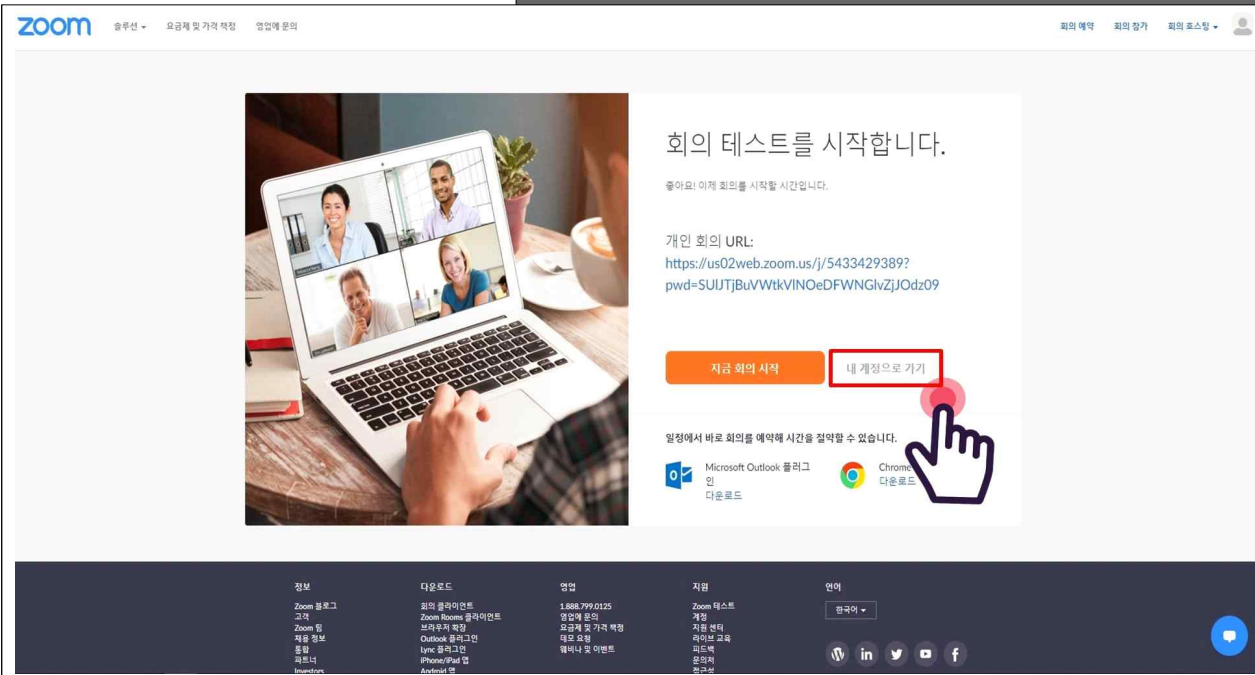 zoom
솔루션
요금제 및 가격 책정
영업에 문의
회의 예약
회의 참가
회의 호스팅
회의 테스트를 시작합니다.
좋아요! 이제 회의를 시작할 시간입니다.
개인 회의 URL:
https://us02web.zoom.us/j/5433429389?
pwd=SUlJTjBuVWtkVlNOeDFWNGlvZjJOdz09
지금 회의 시작
내 계정으로 가기
일정에서 바로 회의를 예약해 시간을 절약할 수 있습니다.
Microsoft Outlook 플러그
인
다운로드
Chrome
다운로드
정보
Zoom 블로그
고객
Zoom 팀
채용 정보
통합
파트너
Investors
다운로드
회의 클라이언트
Zoom Rooms 클라이언트
브라우저 확장
Outlook 플러그인
Lync 플러그인
iPhone/iPad 앱
Android 앱
영업
1.888.799.0125
영업에 문의
요금제 및 가격 책정
데모 요청
웨비나 및 이벤트
지원
Zoom 테스트
계정
지원 센터
라이브 교육
피드백
문의처
접근성
언어
한국어